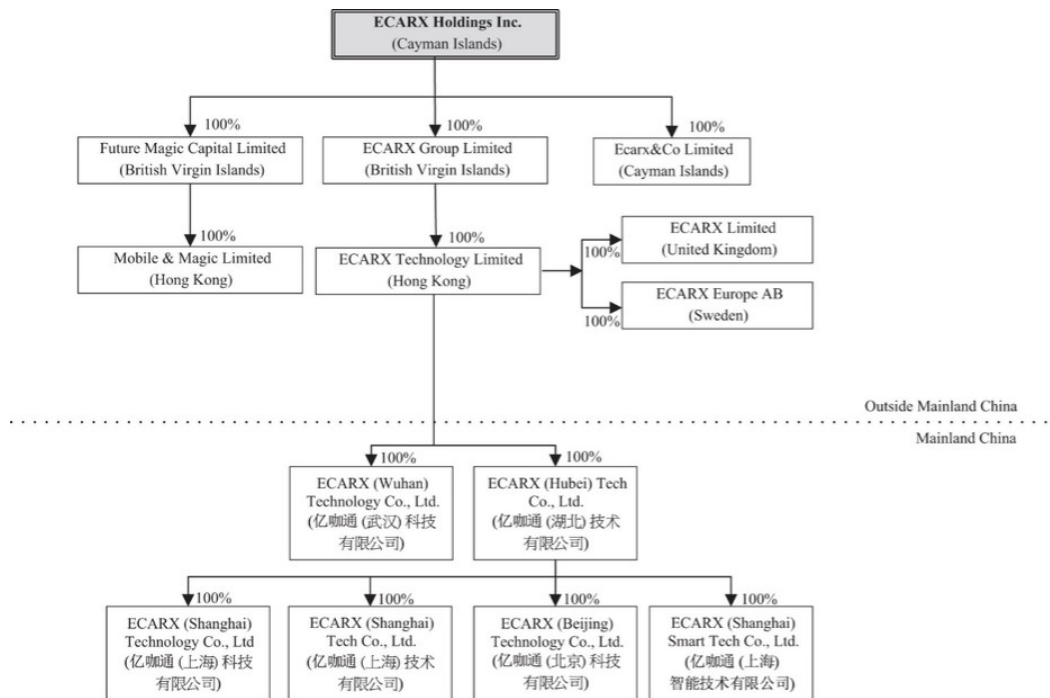 ECARX Holdings Inc.
(Cayman Islands)
100%
100%
100%
Future Magic Capital Limited
(British Virgin Islands)
ECARX Group Limited
(British Virgin Islands)
Ecarx&Co Limited
(Cayman Islands)
100%
100%
Mobile & Magic Limited
(Hong Kong)
ECARX Technology Limited
(Hong Kong)
100%
ECARX Limited
(United Kingdom)
100%
ECARX Europe AB
(Sweden)
Outside Mainland China
Mainland China
100%
100%
ECARX (Wuhan)
Technology Co., Ltd.
(亿咖通 (武汉) 科技
有限公司)
ECARX (Hubei) Tech
Co., Ltd.
(亿咖通 (湖北) 技术
有限公司)
100%
100%
100%
100%
ECARX (Shanghai)
Technology Co., Ltd
(亿咖通 (上海) 科技
有限公司)
ECARX (Shanghai)
Tech Co., Ltd.
(亿咖通 (上海) 技术
有限公司)
ECARX (Beijing)
Technology Co., Ltd.
(亿咖通 (北京) 科技
有限公司)
ECARX (Shanghai)
Smart Tech Co., Ltd.
(亿咖通 (上海)
智能技术有限公司)